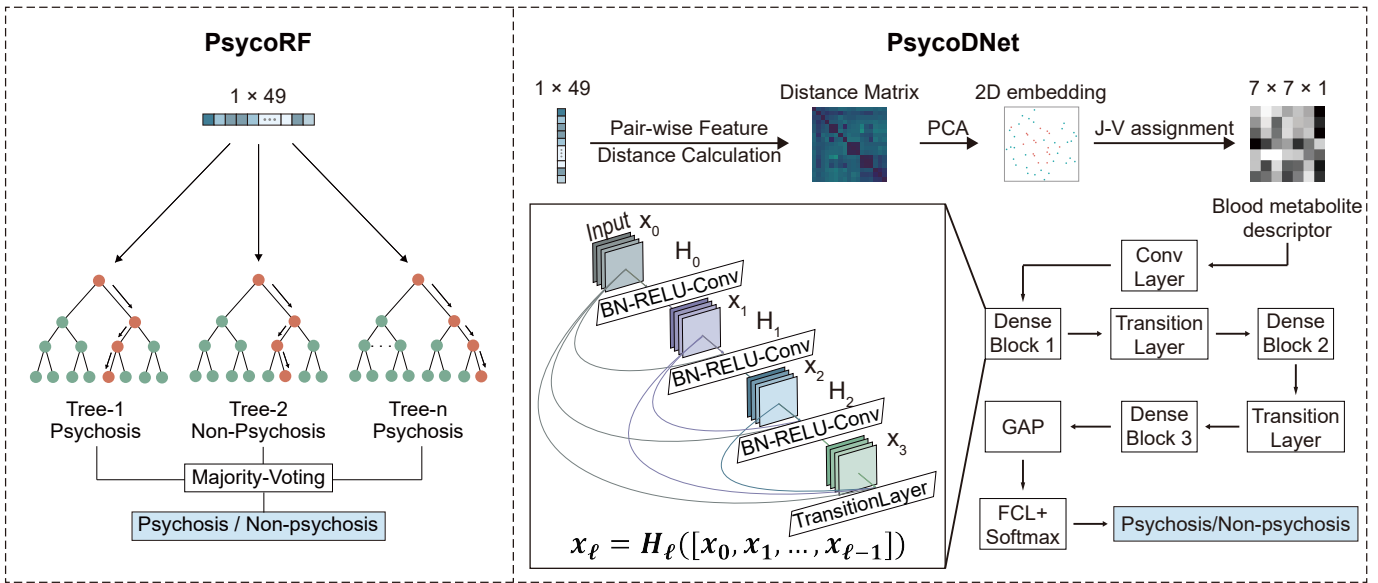 PsycoRF
1 × 49
Tree-1
Psychosis
Tree-2
Non-Psychosis
Tree-n
Psychosis
Majority-Voting
Psychosis / Non-psychosis
PsycoDNet
1 × 49
Pair-wise Feature
Distance Calculation
Distance Matrix
PCA
2D embedding
J-V assignment
7 × 7 × 1
Blood metabolite
descriptor
Input x₀
H₀
BN-RELU-Conv
x₁
H₁
BN-RELU-Conv
x₂
H₂
BN-RELU-Conv
x₃
TransitionLayer
xℓ = Hℓ([x₀, x₁, …, xℓ₋₁])
Conv
Layer
Dense
Block 1
Transition
Layer
Dense
Block 2
Transition
Layer
Dense
Block 3
GAP
FCL+
Softmax
Psychosis/Non-psychosis